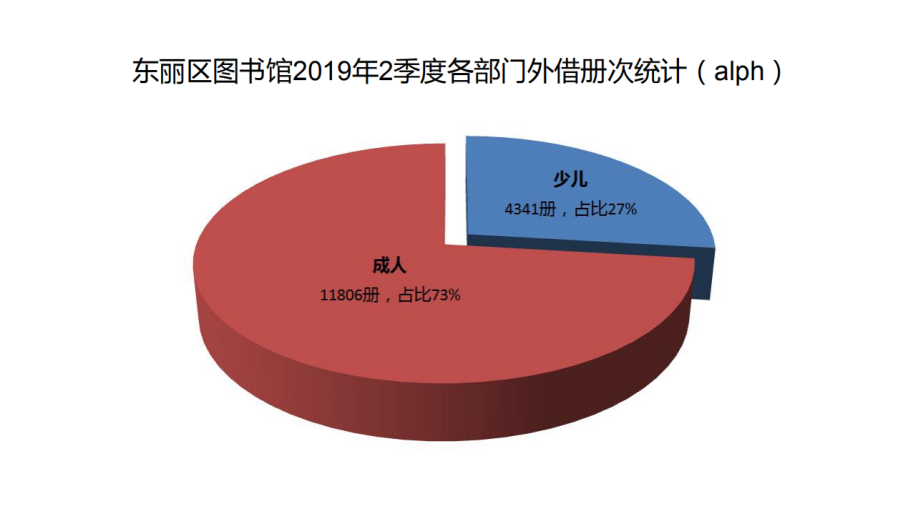 东丽区图书馆2019年2季度各部门外借册次统计（alph）
少儿
4341册，占比27%
成人
11806册，占比73%